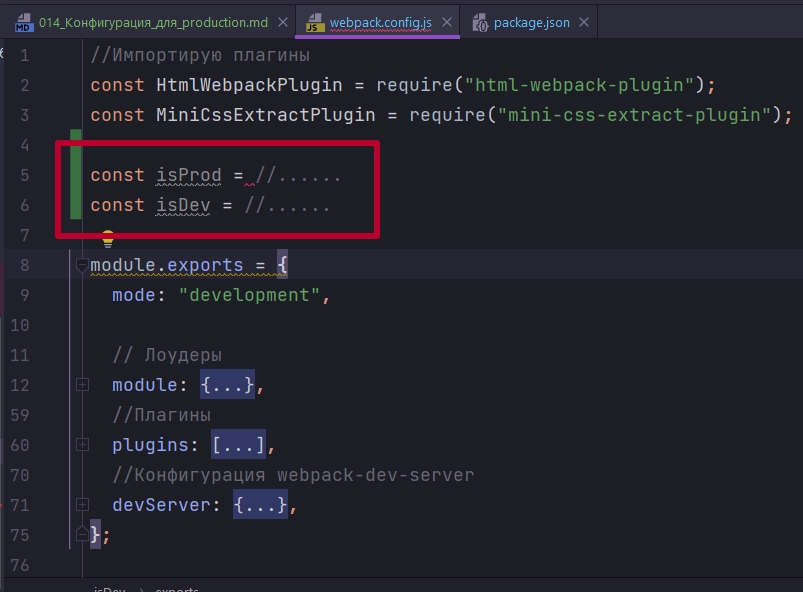 014_Конфигурация_для_production.md webpack.config.js package.json
1 //Импортирую плагины
2 const HtmlWebpackPlugin = require("html-webpack-plugin");
3 const MiniCssExtractPlugin = require("mini-css-extract-plugin");
4
5 const isProd = //......
6 const isDev = //......
7
8 module.exports = {
9 mode: "development",
10
11 // Лоудеры
12 module: {...},
59 //Плагины
60 plugins: [...],
70 //Конфигурация webpack-dev-server
71 devServer: {...},
75 };
76
isDev > exports